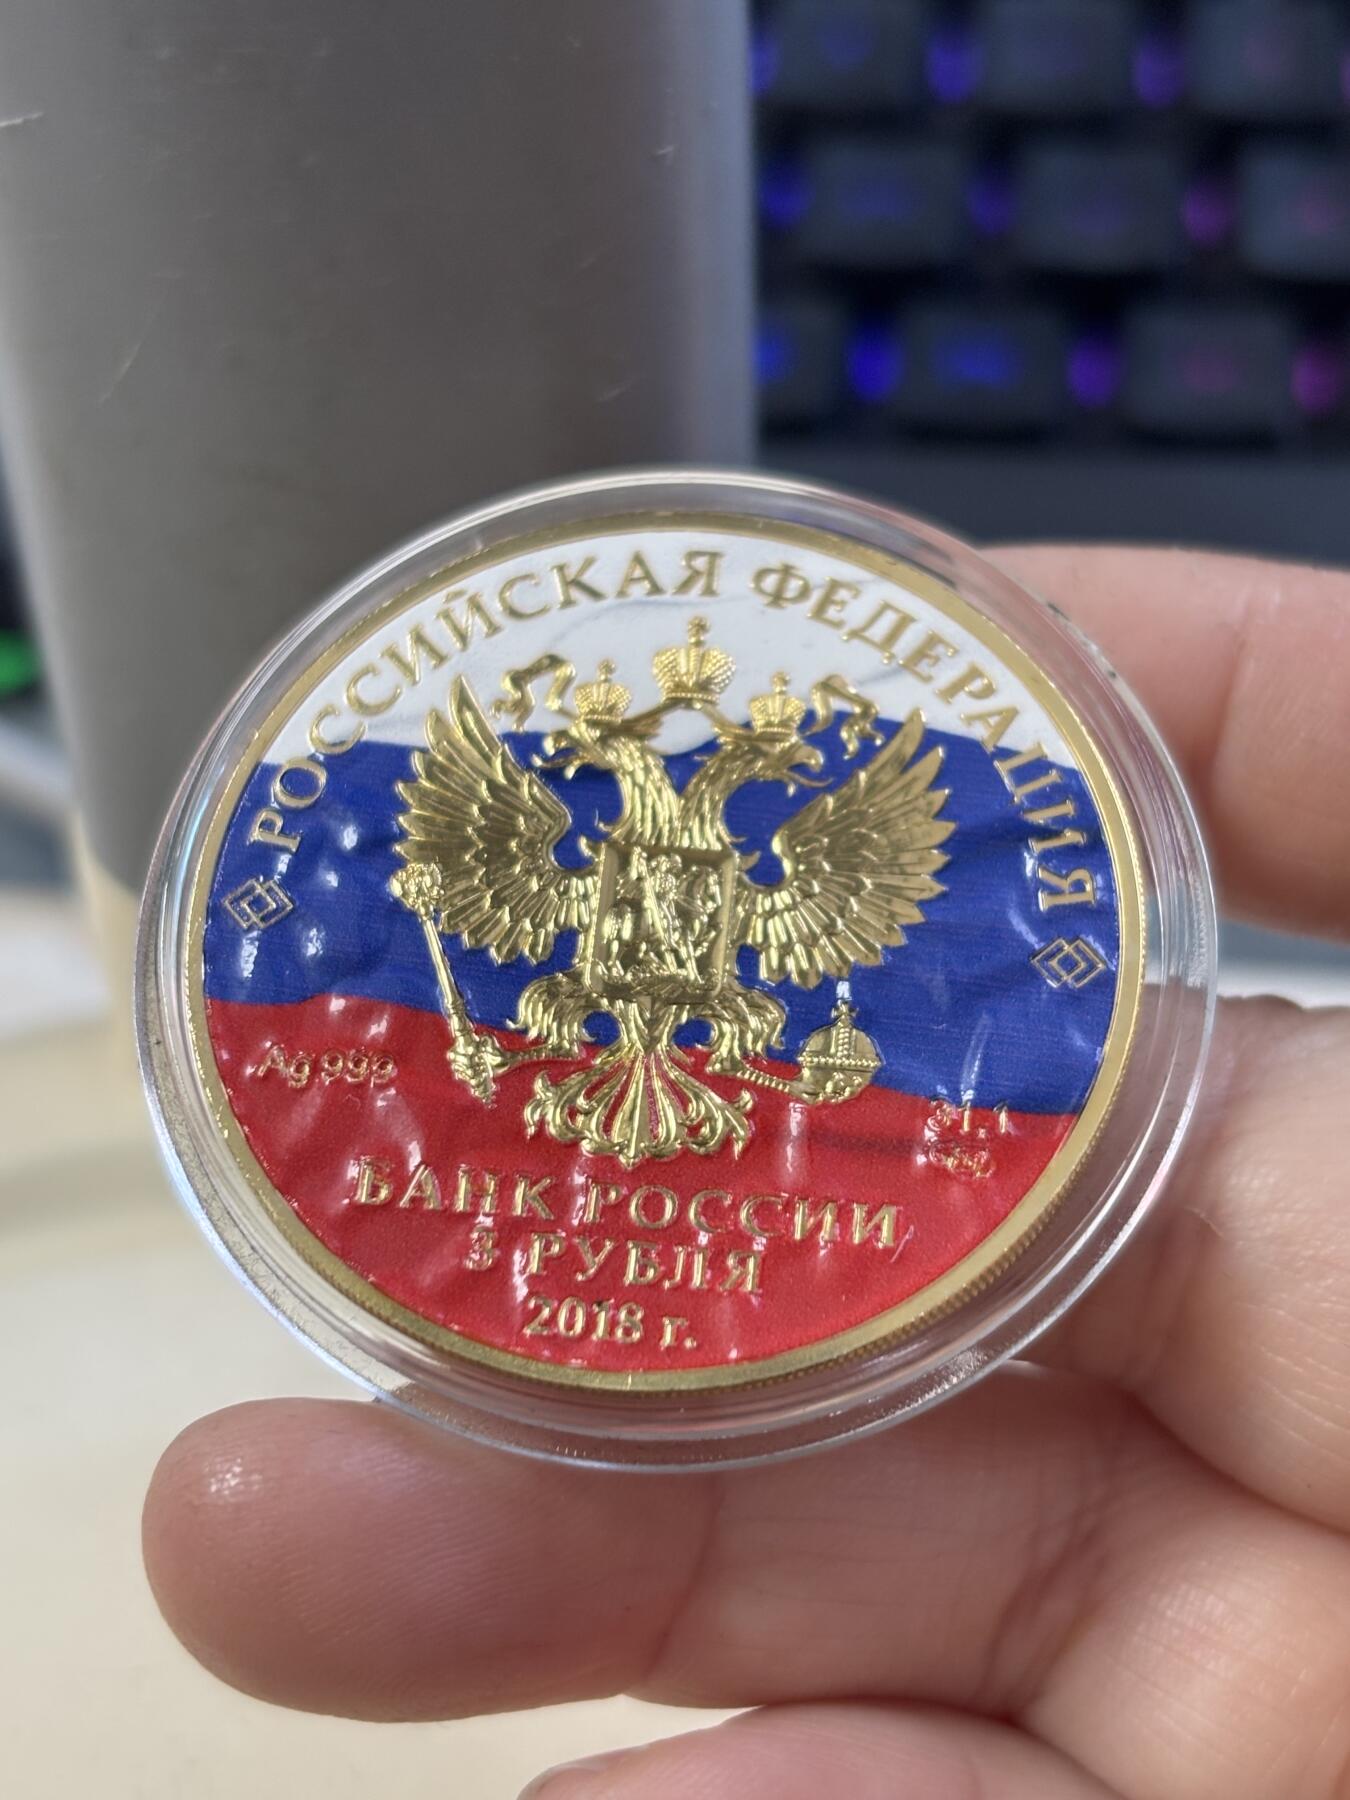 РОССИЙСКАЯ ФЕДЕРАЦИЯ
Ag 999
31,1
БАНК РОССИИ
3 РУБЛЯ
2018 г.